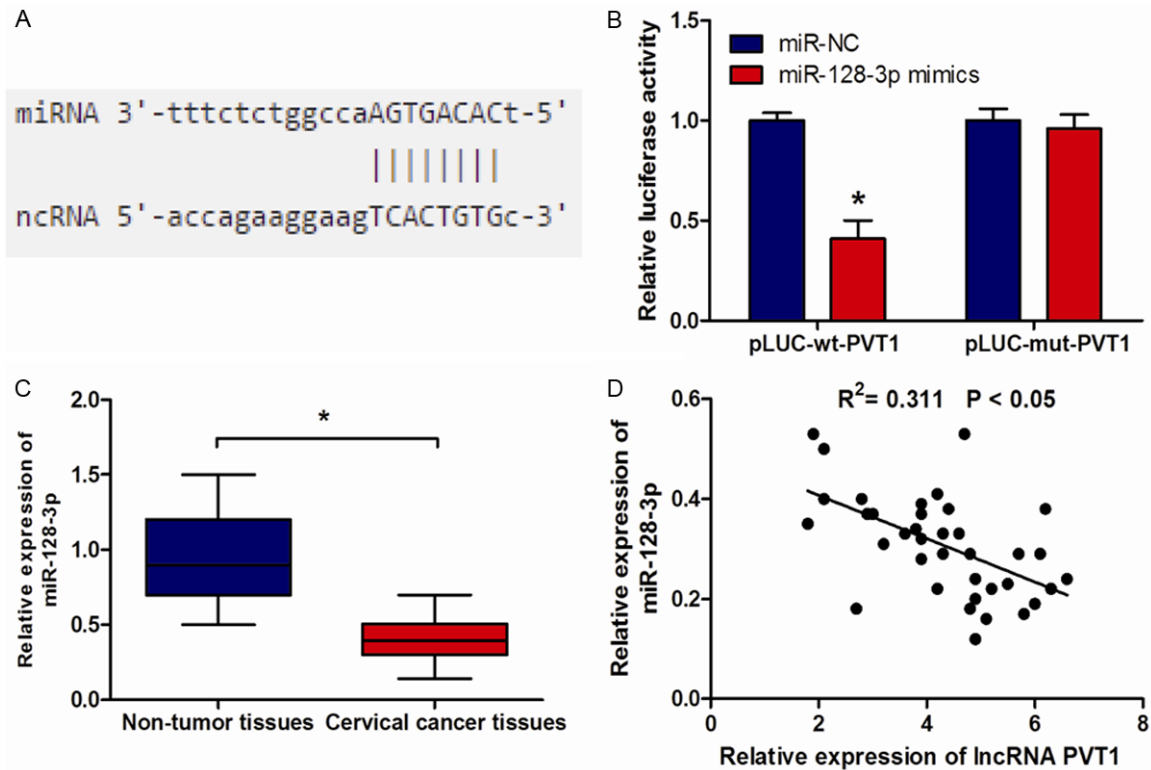 A
miRNA 3'-tttctctggccaAGTGACACt-5'
||||||||
ncRNA 5'-accagaaggaagTCACTGTGc-3'
B
Relative luciferase activity
1.5
1.0
0.5
0.0
miR-NC
miR-128-3p mimics
*
pLUC-wt-PVT1
pLUC-mut-PVT1
C
Relative expression of
miR-128-3p
2.0
1.5
1.0
0.5
0.0
*
Non-tumor tissues
Cervical cancer tissues
D
Relative expression of
miR-128-3p
R²= 0.311 P < 0.05
0.6
0.4
0.2
0.0
0 2 4 6 8
Relative expression of lncRNA PVT1